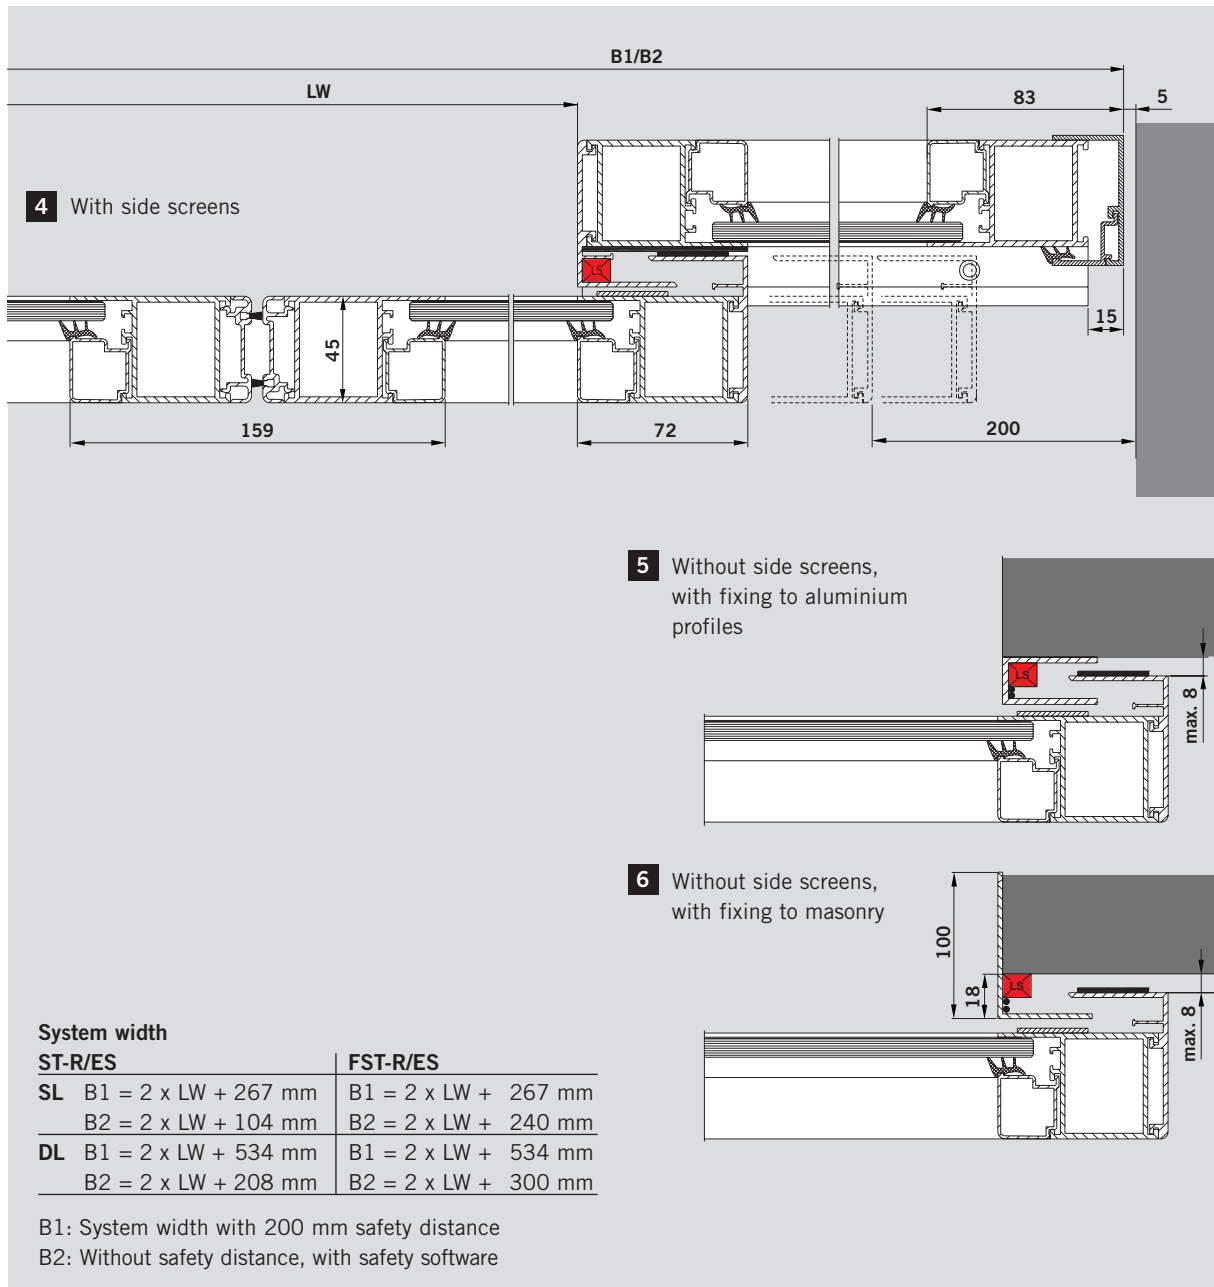 B1/B2
LW
83
5
4 With side screens
LS
15
45
159
72
200
5 Without side screens,
with fixing to aluminium
profiles
LS
max. 8
6 Without side screens,
with fixing to masonry
100
18
LS
max. 8
System width
ST-R/ES FST-R/ES
SL B1 = 2 x LW + 267 mm B1 = 2 x LW + 267 mm
B2 = 2 x LW + 104 mm B2 = 2 x LW + 240 mm
DL B1 = 2 x LW + 534 mm B1 = 2 x LW + 534 mm
B2 = 2 x LW + 208 mm B2 = 2 x LW + 300 mm
B1: System width with 200 mm safety distance
B2: Without safety distance, with safety software